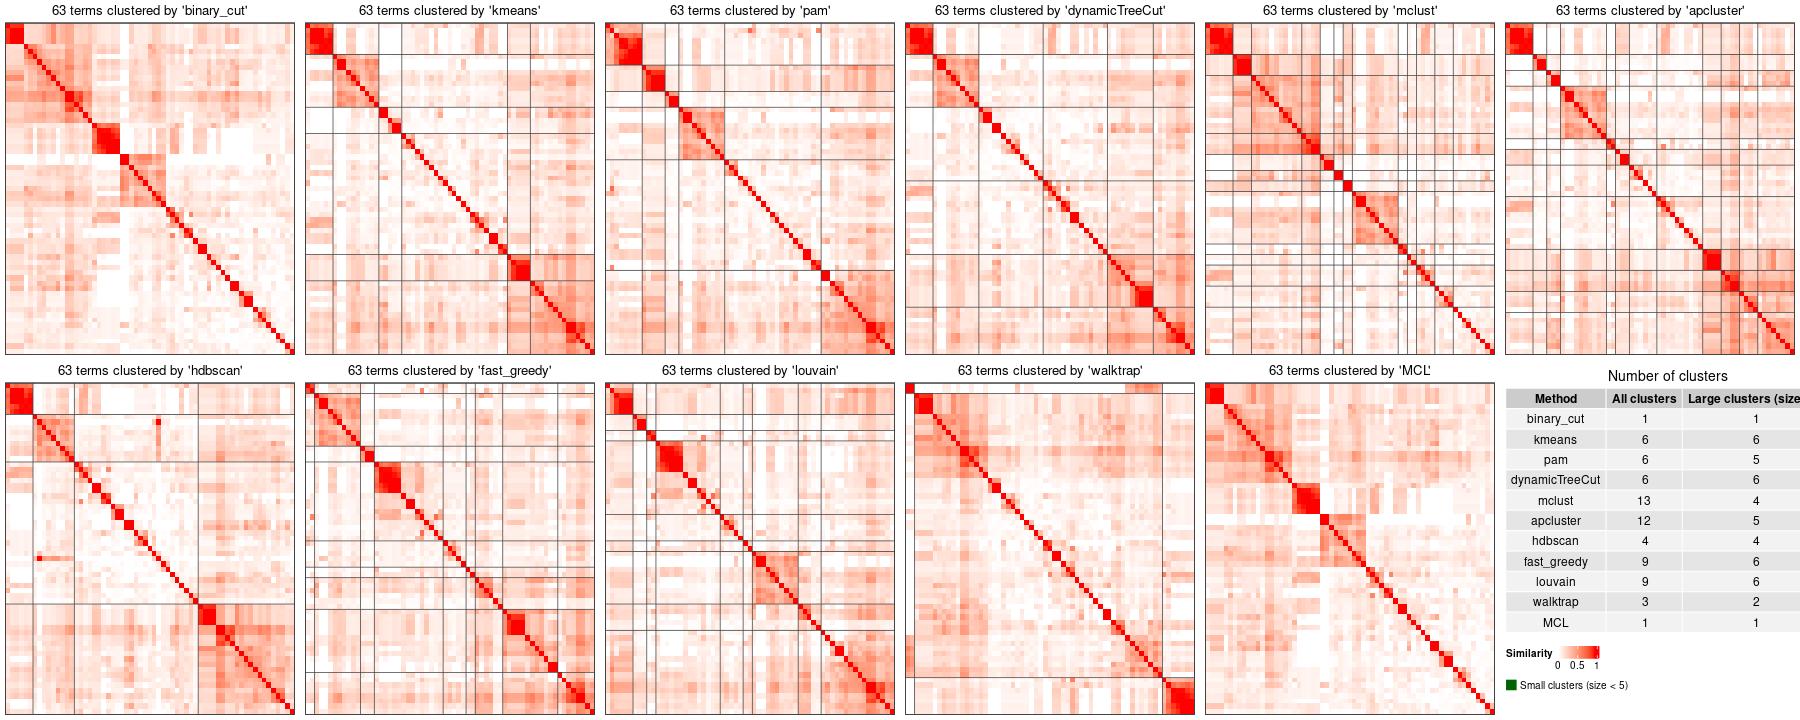 63 terms clustered by 'binary_cut'
63 terms clustered by 'kmeans'
63 terms clustered by 'pam'
63 terms clustered by 'dynamicTreeCut'
63 terms clustered by 'mclust'
63 terms clustered by 'apcluster'
63 terms clustered by 'hdbscan'
63 terms clustered by 'fast_greedy'
63 terms clustered by 'louvain'
63 terms clustered by 'walktrap'
63 terms clustered by 'MCL'
Number of clusters
Method All clusters Large clusters (size
binary_cut 1 1
kmeans 6 6
pam 6 5
dynamicTreeCut 6 6
mclust 13 4
apcluster 12 5
hdbscan 4 4
fast_greedy 9 6
louvain 9 6
walktrap 3 2
MCL 1 1
Similarity
0 0.5 1
Small clusters (size < 5)